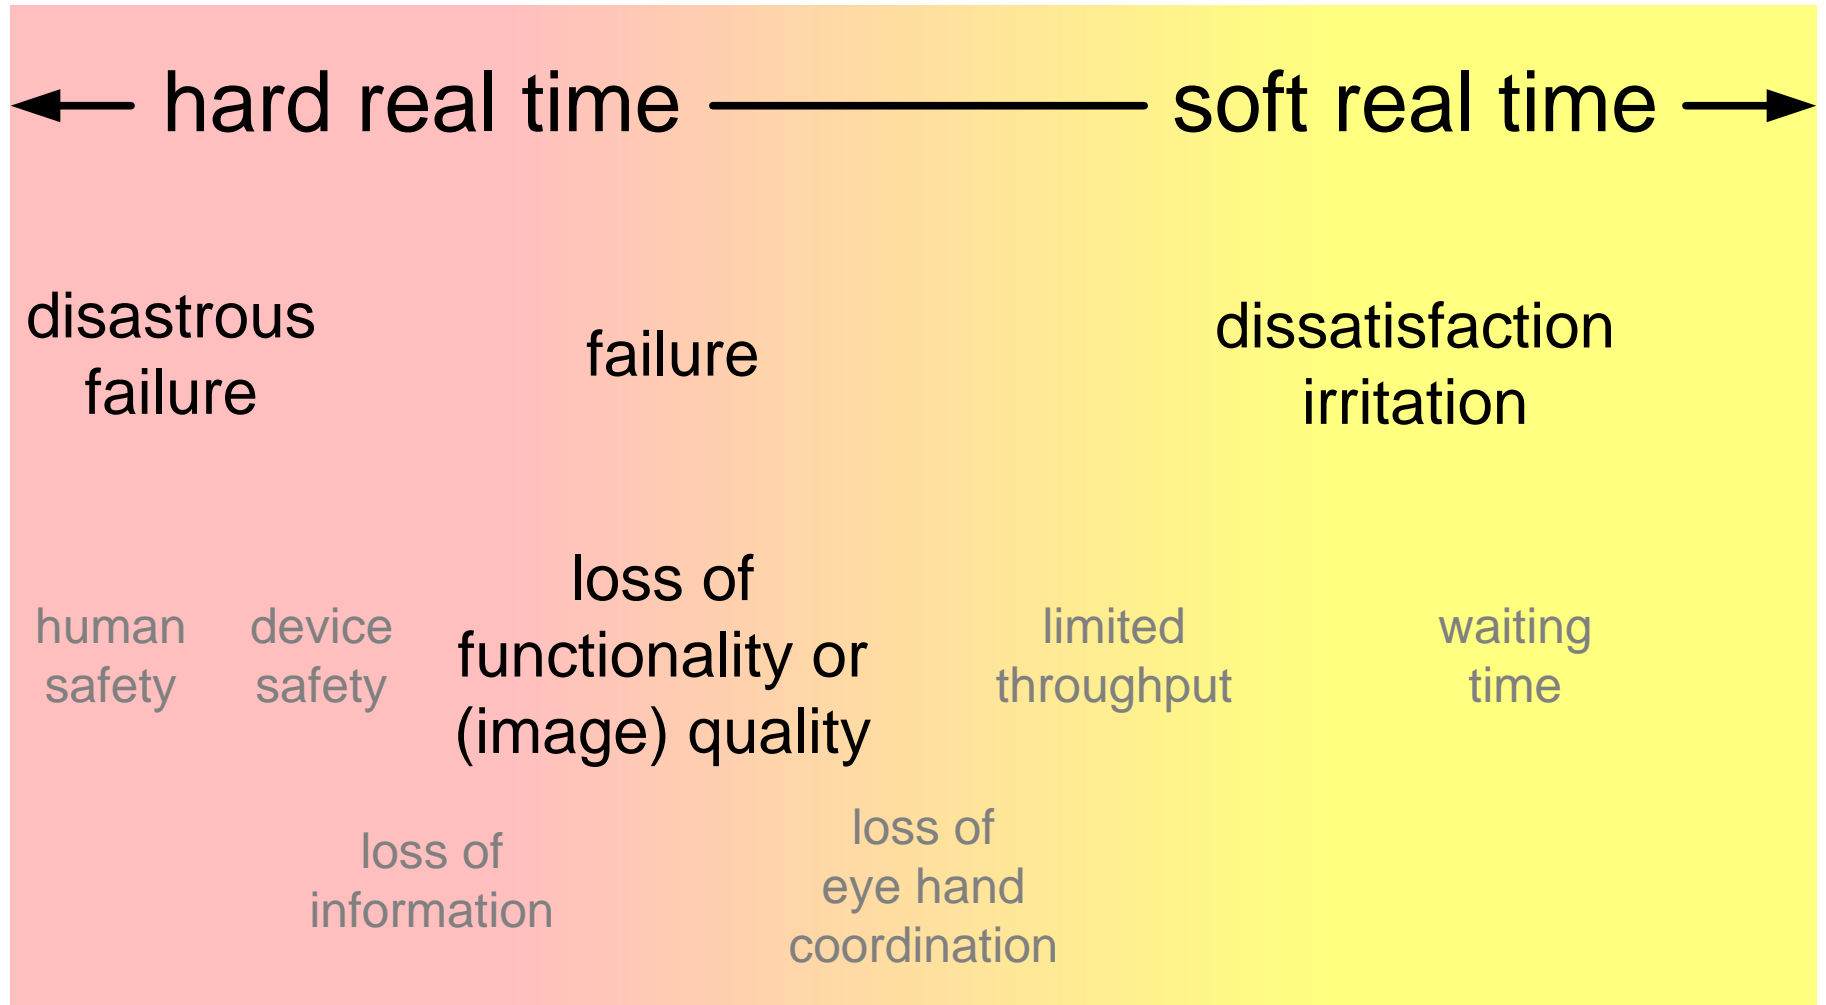 hard real time
soft real time
disastrous
failure
failure
dissatisfaction
irritation
human
safety
device
safety
loss of
functionality or
(image) quality
limited
throughput
waiting
time
loss of
information
loss of
eye hand
coordination